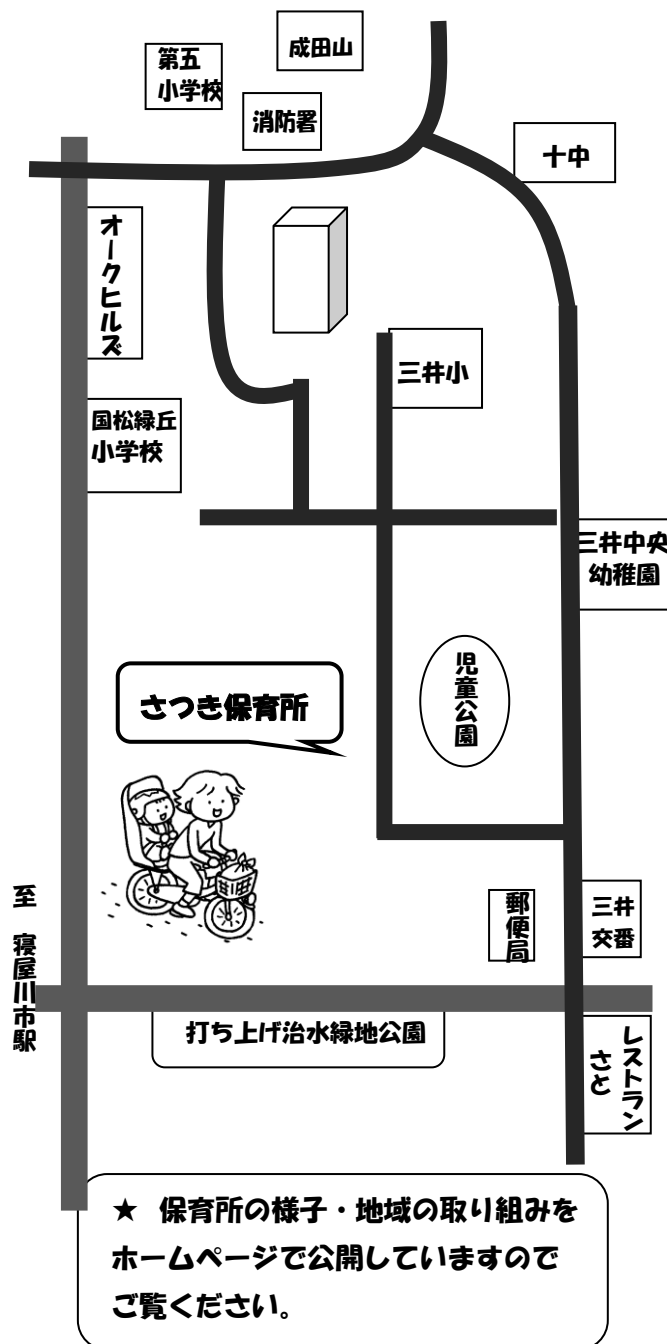 成田山
第五
小学校
消防署
十中
オークヒルズ
三井小
国松緑丘
小学校
三井中央
幼稚園
児童公園
さつき保育所
至 寝屋川市駅
郵便局
三井
交番
打ち上げ治水緑地公園
レストラン
さと
★ 保育所の様子・地域の取り組みを
ホームページで公開していますので
ご覧ください。